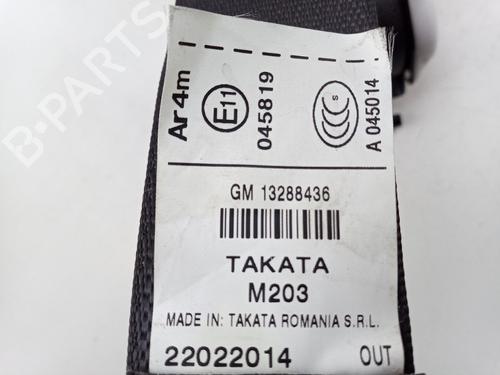 Ar4m
E11
045819
S
A 045014
GM 13288436
TAKATA
M203
MADE IN: TAKATA ROMANIA S.R.L.
22022014 OUT
B-PARTS